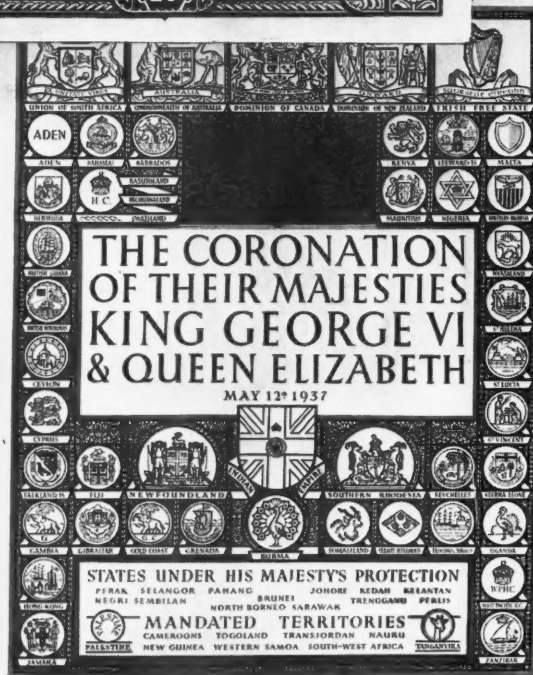 UNION OF SOUTH AFRICA COMMONWEALTH OF AUSTRALIA DOMINION OF CANADA DOMINION OF NEW ZEALAND IRISH FREE STATE
ADEN
ADEN BAHAMAS BARBADOS KENYA LEEWARD IS MALTA
H.C. BASUTOLAND
BECHUANALAND
BERMUDA SWAZILAND MAURITIUS NIGERIA
BRITISH GUIANA NYASALAND
BRITISH HONDURAS ST HELENA
CEYLON ST LUCIA
CYPRUS ST VINCENT
THE CORONATION
OF THEIR MAJESTIES
KING GEORGE VI
& QUEEN ELIZABETH
MAY 12º 1937
INDIAN EMPIRE
FALKLAND IS FIJI NEWFOUNDLAND SOUTHERN RHODESIA SEYCHELLES SIERRA LEONE
GAMBIA GIBRALTAR GOLD COAST GRENADA BURMA SOMALILAND UGANDA
HONG KONG
WPHC
JAMAICA ZANZIBAR
STATES UNDER HIS MAJESTY'S PROTECTION
PERAK SELANGOR PAHANG JOHORE KEDAH KELANTAN
NEGRI SEMBILAN BRUNEI TRENGGANU PERLIS
NORTH BORNEO SARAWAK
MANDATED TERRITORIES
CAMEROONS TOGOLAND TRANSJORDAN NAURU
PALESTINE NEW GUINEA WESTERN SAMOA SOUTH-WEST AFRICA TANGANYIKA